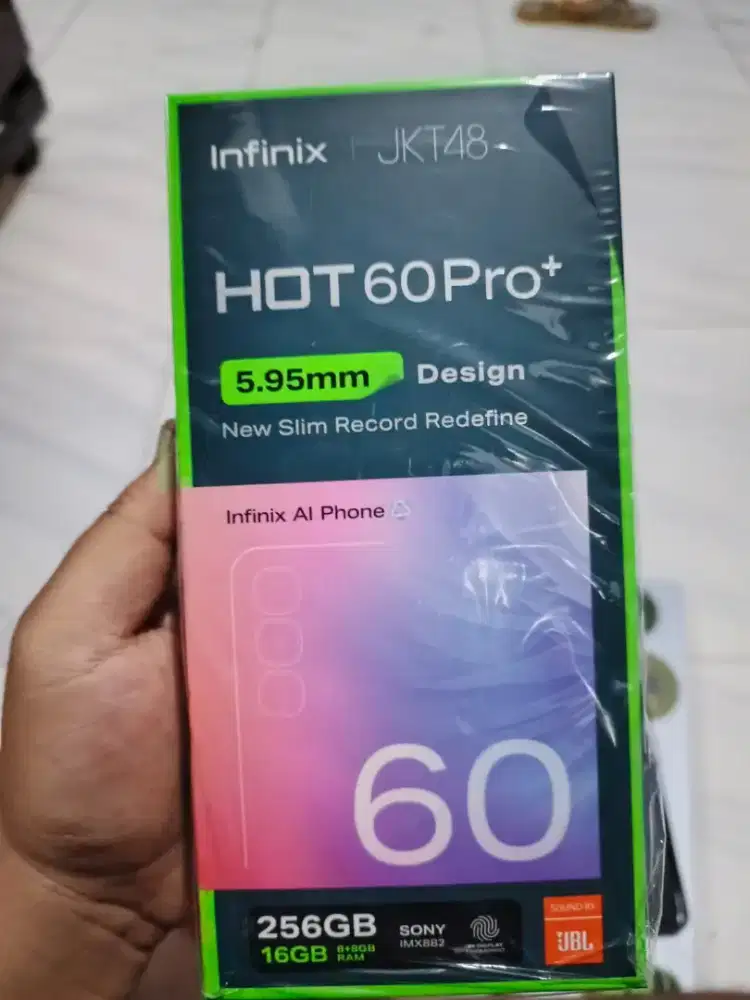 Infinix | JKT48
HOT 60 Pro+
5.95mm Design
New Slim Record Redefine
Infinix AI Phone
60
256GB
16GB 8+8GB RAM
SONY
IMX882
SOUND BY
JBL